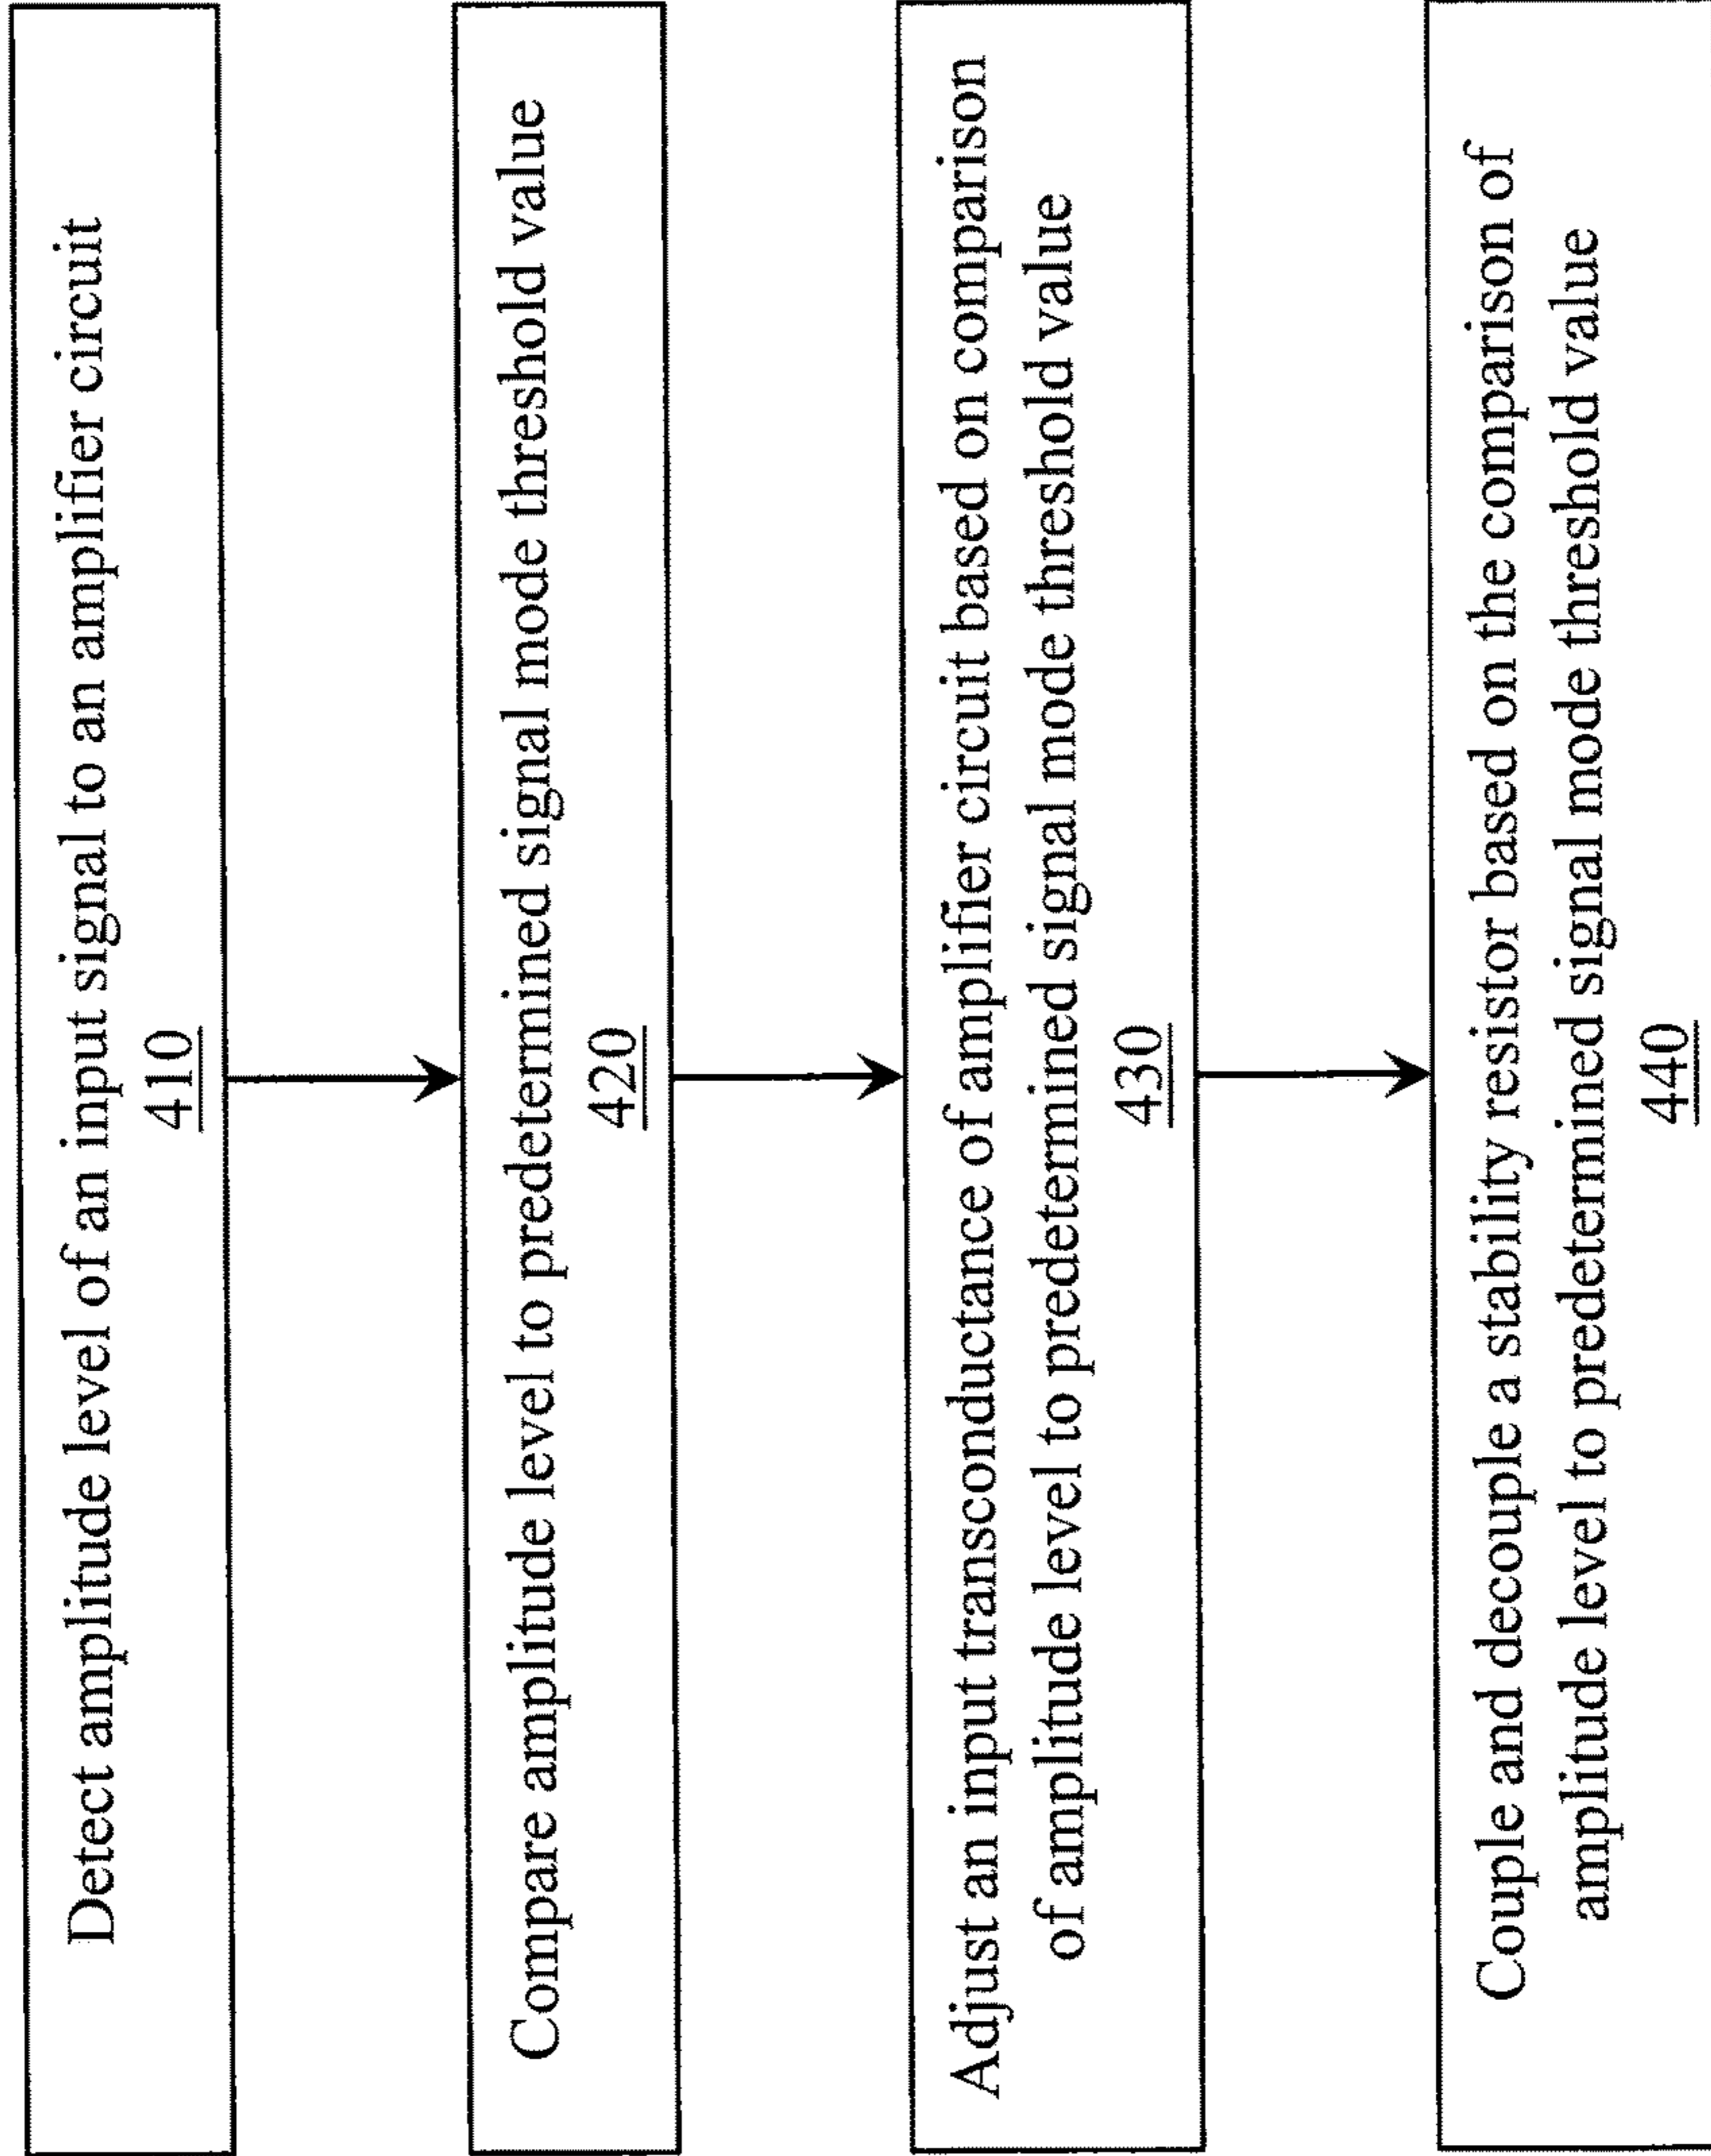 Detect amplitude level of an input signal to an amplifier circuit
410
Compare amplitude level to predetermined signal mode threshold value
420
Adjust an input transconductance of amplifier circuit based on comparison
of amplitude level to predetermined signal mode threshold value
430
Couple and decouple a stability resistor based on the comparison of
amplitude level to predetermined signal mode threshold value
440